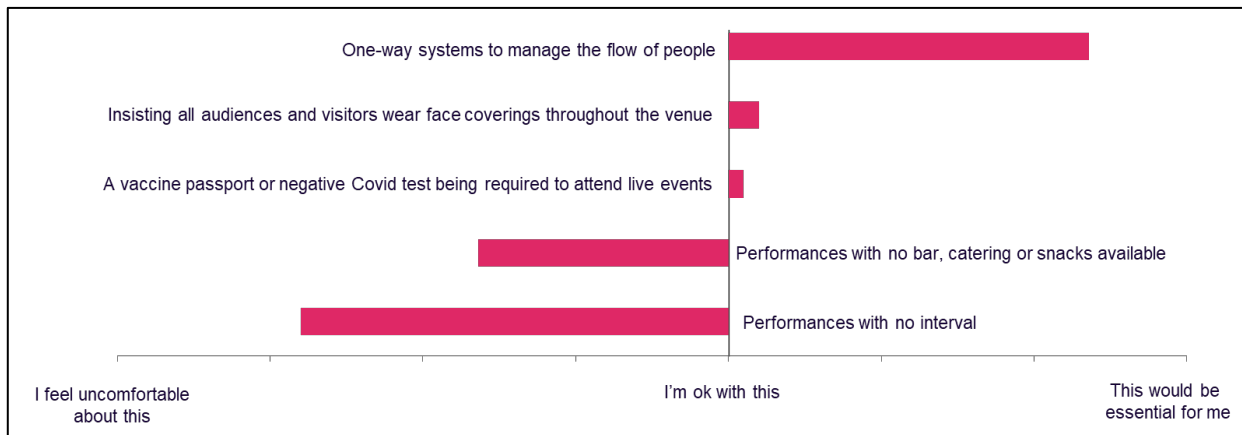 One-way systems to manage the flow of people
Insisting all audiences and visitors wear face coverings throughout the venue
A vaccine passport or negative Covid test being required to attend live events
Performances with no bar, catering or snacks available
Performances with no interval
I feel uncomfortable
about this
I'm ok with this
This would be
essential for me